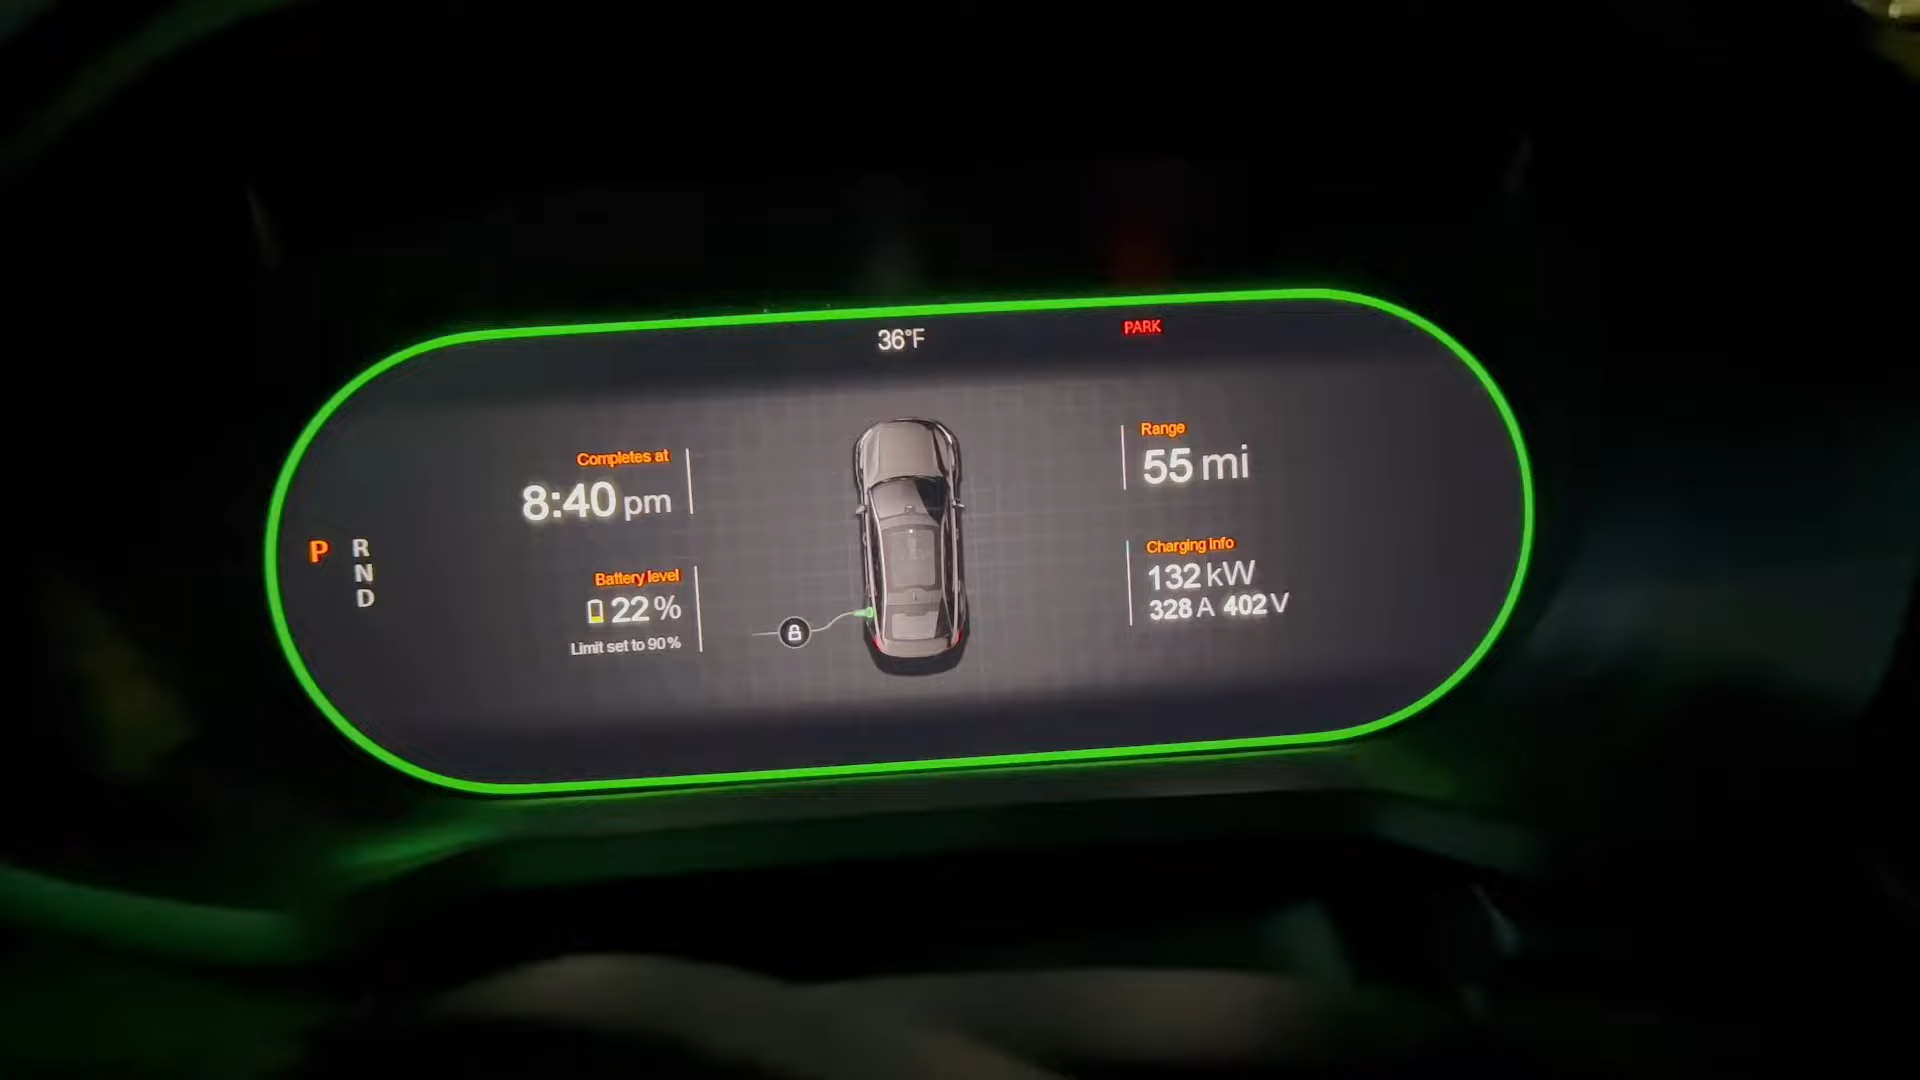 36°F
PARK
Completes at
8:40 pm
Range
55 mi
P
R
N
D
Battery level
22 %
Limit set to 90%
Charging info
132 kW
328 A 402 V